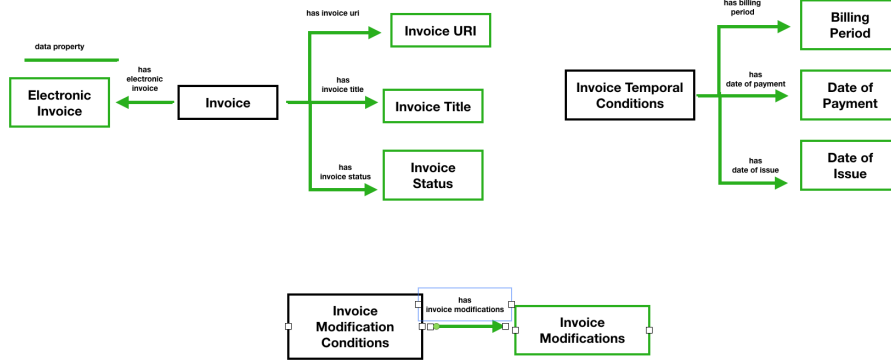 data property
Electronic
Invoice
has
electronic
invoice
Invoice
has invoice uri
Invoice URI
has
invoice title
Invoice Title
has
invoice status
Invoice
Status
Invoice Temporal
Conditions
has billing
period
Billing
Period
has
date of payment
Date of
Payment
has
date of issue
Date of
Issue
Invoice
Modification
Conditions
has
invoice modifications
Invoice
Modifications